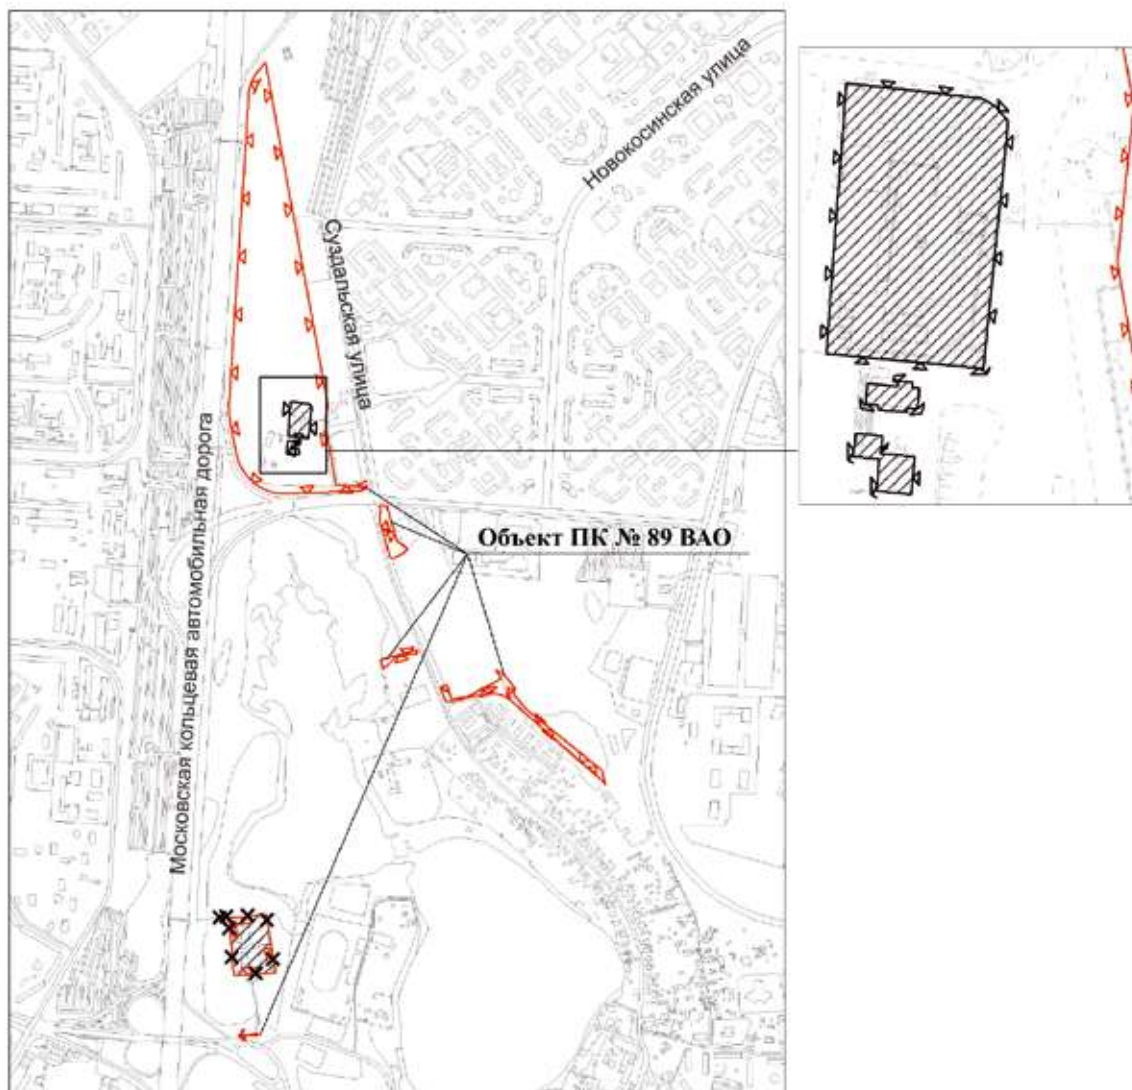 Новокосинская улица
Суздальская улица
Московская кольцевая автомобильная дорога
Объект ПК № 89 ВАО